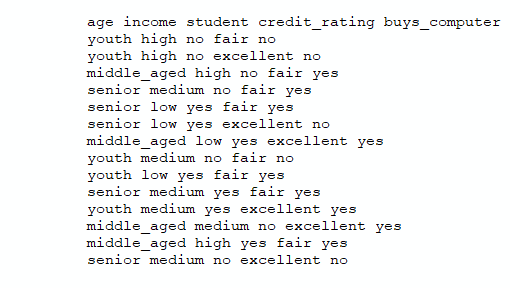 age income student credit_rating buys_computer
youth high no fair no
youth high no excellent no
middle_aged high no fair yes
senior medium no fair yes
senior low yes fair yes
senior low yes excellent no
middle_aged low yes excellent yes
youth medium no fair no
youth low yes fair yes
senior medium yes fair yes
youth medium yes excellent yes
middle_aged medium no excellent yes
middle_aged high yes fair yes
senior medium no excellent no